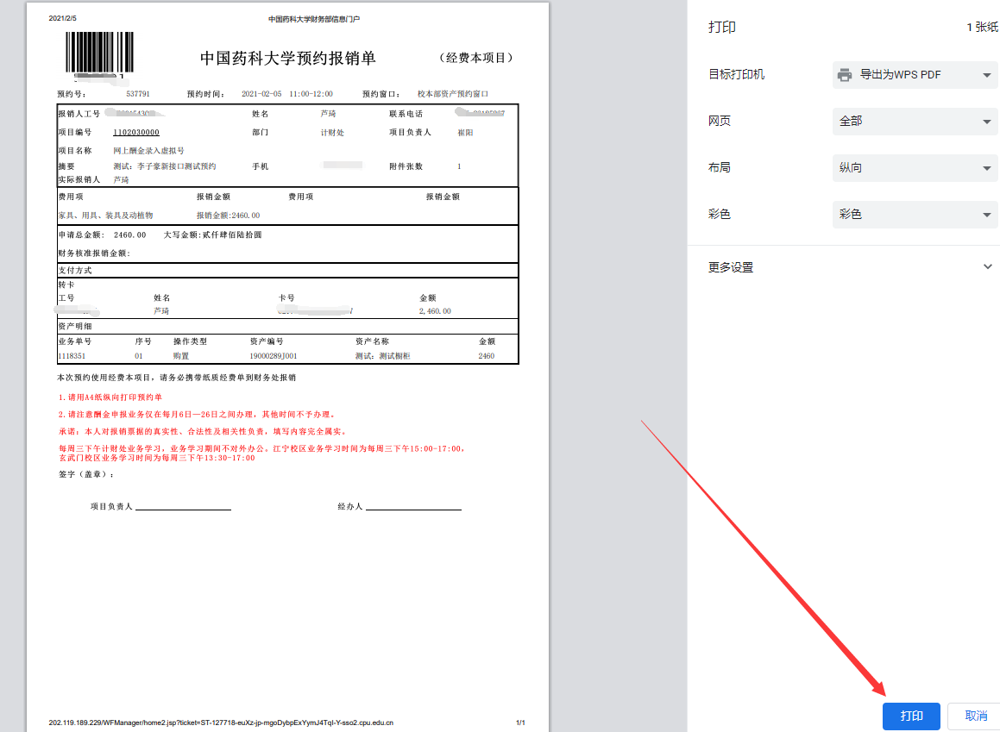 2021/2/5 中国药科大学财务部信息门户
中国药科大学预约报销单 （经费本项目）
预约号： 537791 预约时间： 2021-02-05 11:00-12:00 预约窗口： 校本部资产预约窗口
报销人工号 姓名 芦琦 联系电话
项目编号 1102030000 部门 计财处 项目负责人 崔阳
项目名称 网上酬金录入虚拟号
摘要 测试：李子豪新接口测试预约 手机 附件张数 1
实际报销人 芦琦
费用项 报销金额 费用项 报销金额
家具、用具、装具及动植物 报销金额:2460.00
申请总金额： 2460.00 大写金额:贰仟肆佰陆拾圆
财务核准报销金额：
支付方式
转卡
工号 姓名 卡号 金额
芦琦 2,460.00
资产明细
业务单号 序号 操作类型 资产编号 资产名称 金额
1118351 01 购置 19000289J001 测试：测试橱柜 2460
本次预约使用经费本项目，请务必携带纸质经费单到财务处报销
1.请用A4纸纵向打印预约单
2.请注意酬金申报业务仅在每月6日—26日之间办理，其他时间不予办理。
承诺：本人对报销票据的真实性、合法性及相关性负责，填写内容完全属实。
每周三下午计财处业务学习，业务学习期间不对外办公。江宁校区业务学习时间为每周三下午15:00-17:00，
玄武门校区业务学习时间为每周三下午13:30-17:00
签字（盖章）：
项目负责人 经办人
202.119.189.229/WFManager/home2.jsp?ticket=ST-127718-euXz-jp-mgoDybpExYymJ4TqI-Y-sso2.cpu.edu.cn 1/1
打印 1 张纸
目标打印机 导出为WPS PDF
网页 全部
布局 纵向
彩色 彩色
更多设置
打印 取消